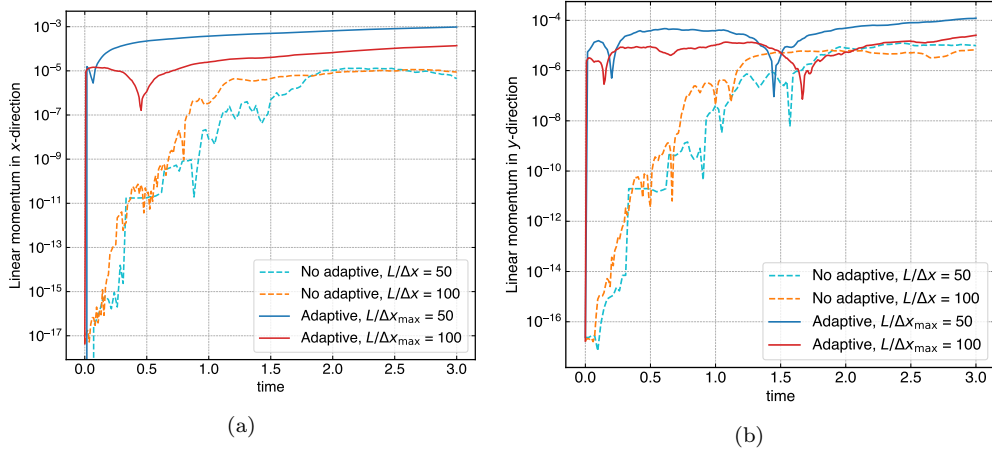 10⁻³
10⁻⁵
10⁻⁷
10⁻⁹
10⁻¹¹
10⁻¹³
10⁻¹⁵
10⁻¹⁷
Linear momentum in x-direction
No adaptive, L/Δx = 50
No adaptive, L/Δx = 100
Adaptive, L/Δxmax = 50
Adaptive, L/Δxmax = 100
0.0 0.5 1.0 1.5 2.0 2.5 3.0
time
(a)
10⁻⁴
10⁻⁶
10⁻⁸
10⁻¹⁰
10⁻¹²
10⁻¹⁴
10⁻¹⁶
Linear momentum in y-direction
No adaptive, L/Δx = 50
No adaptive, L/Δx = 100
Adaptive, L/Δxmax = 50
Adaptive, L/Δxmax = 100
0.0 0.5 1.0 1.5 2.0 2.5 3.0
time
(b)